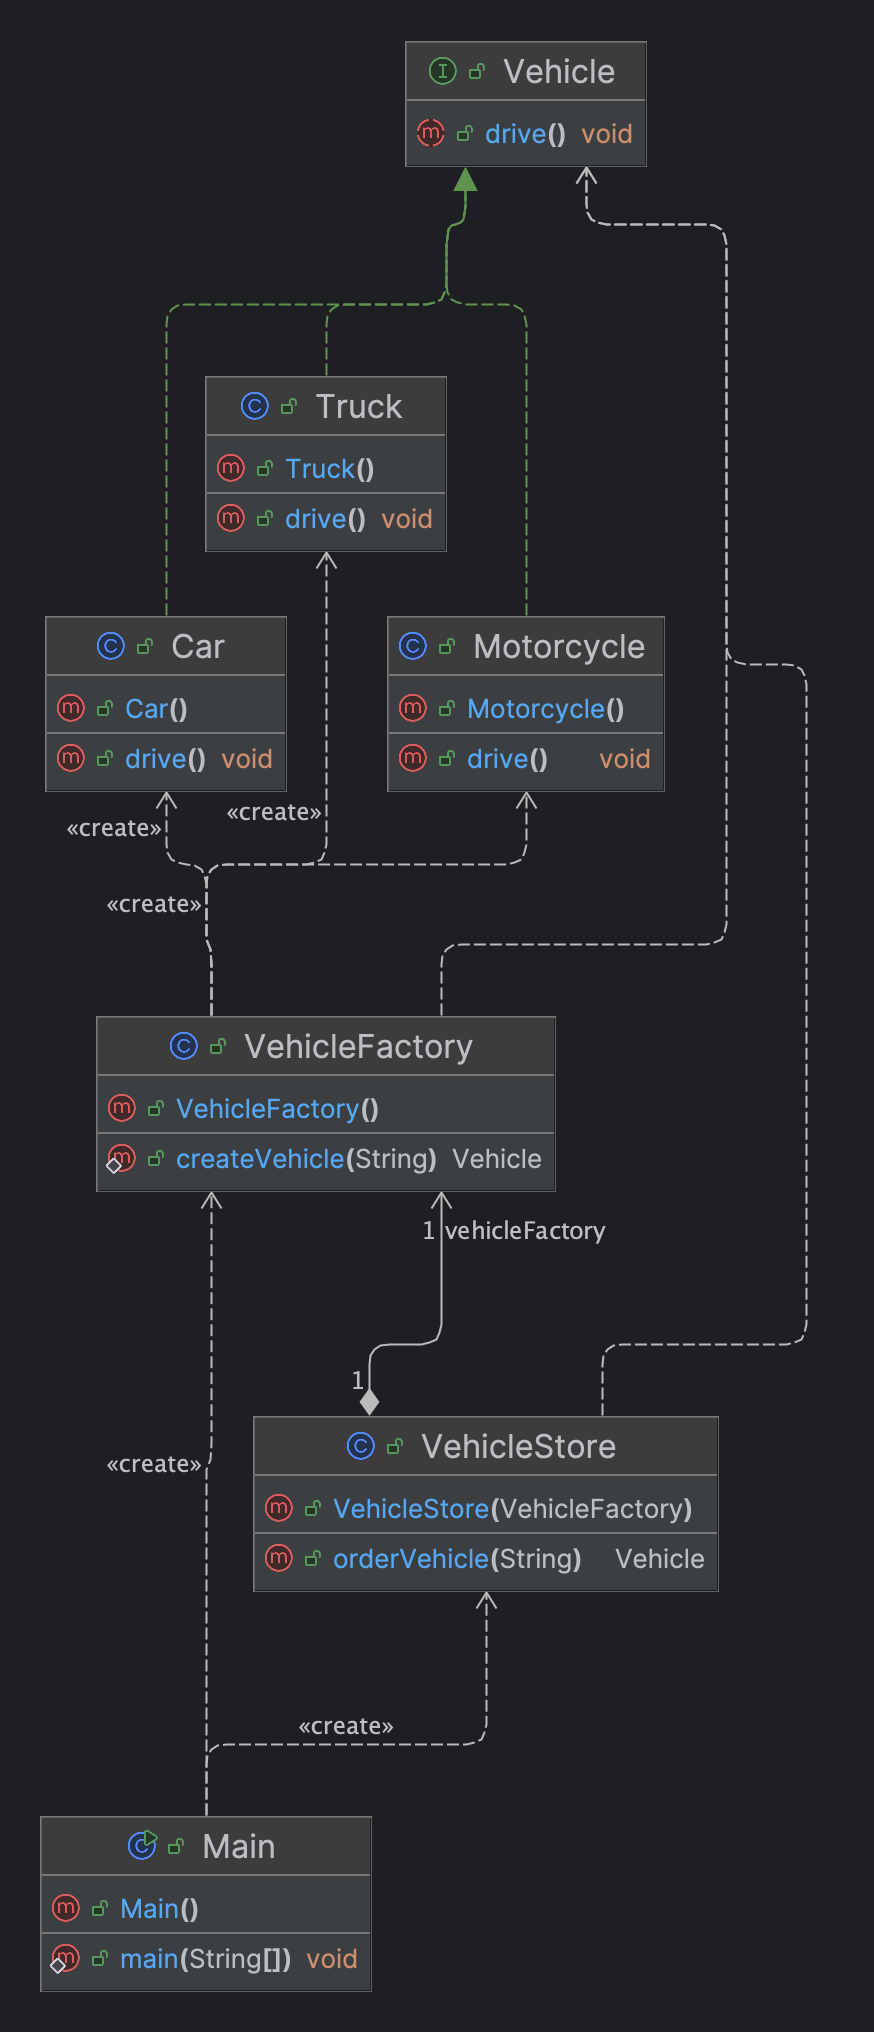 Vehicle
drive() void
Truck
Truck()
drive() void
Car
Car()
drive() void
Motorcycle
Motorcycle()
drive() void
«create»
«create»
«create»
VehicleFactory
VehicleFactory()
createVehicle(String) Vehicle
1 vehicleFactory
1
«create»
VehicleStore
VehicleStore(VehicleFactory)
orderVehicle(String) Vehicle
«create»
Main
Main()
main(String[]) void